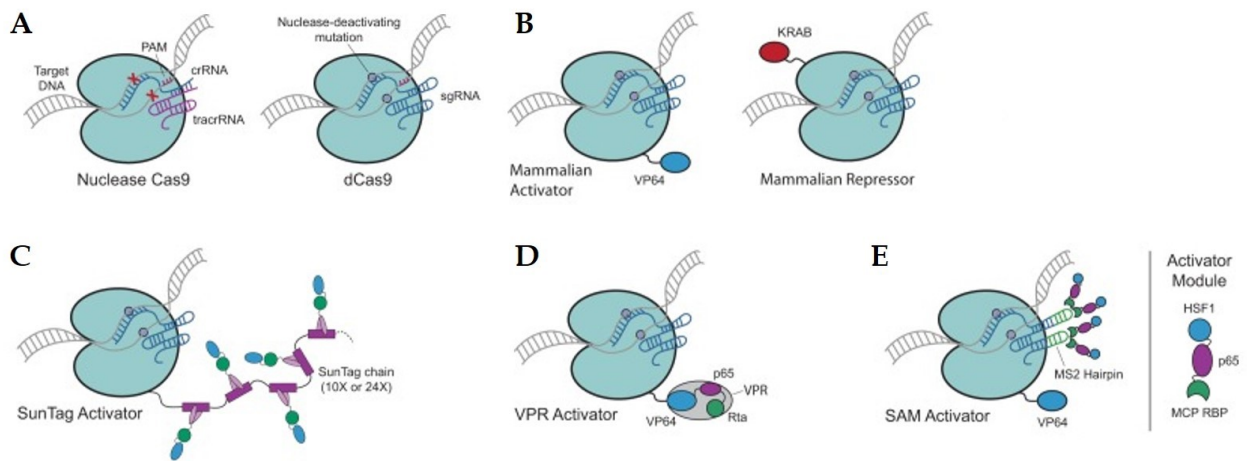 A
Nuclease-deactivating
mutation
PAM
Target
DNA
crRNA
tracrRNA
sgRNA
Nuclease Cas9
dCas9
B
KRAB
Mammalian
Activator
VP64
Mammalian Repressor
C
SunTag chain
(10X or 24X)
SunTag Activator
D
p65
VPR
VP64
Rta
VPR Activator
E
MS2 Hairpin
VP64
SAM Activator
Activator
Module
HSF1
p65
MCP RBP